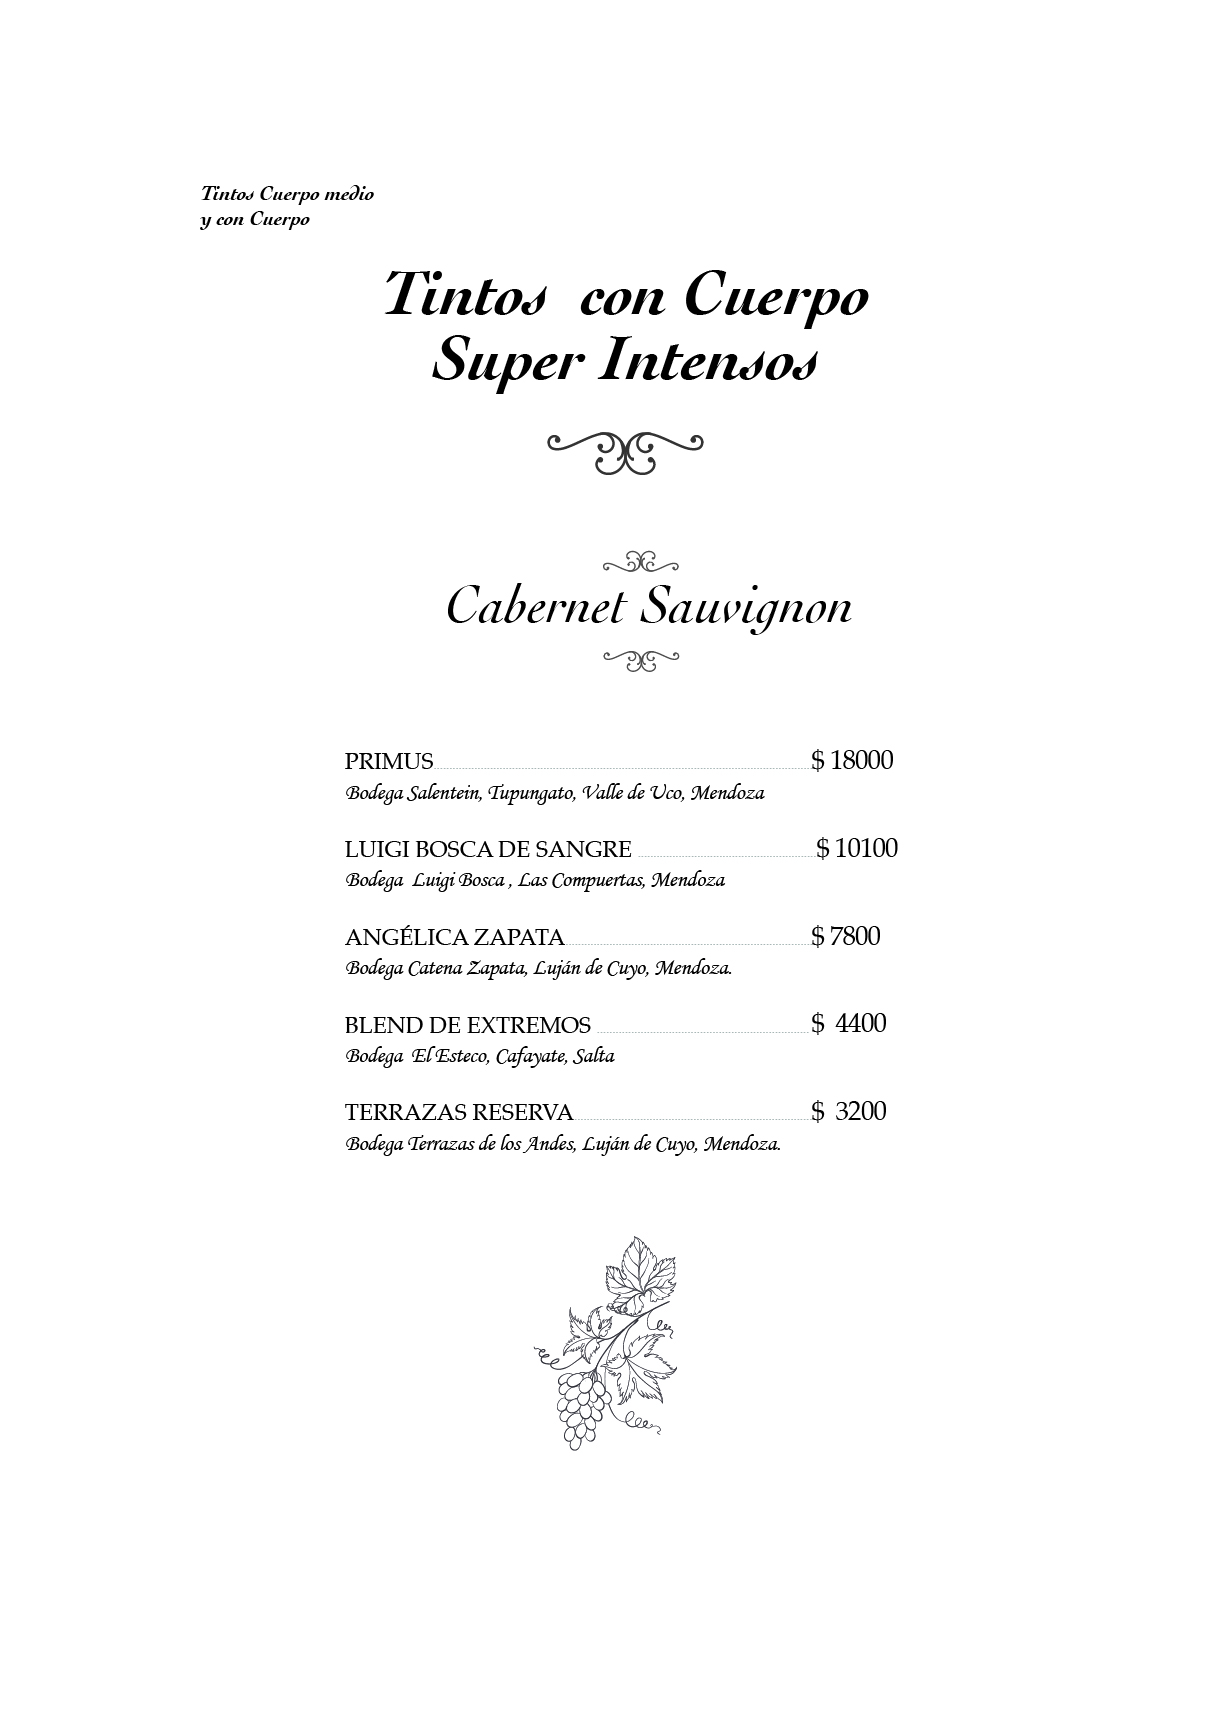 Tintos Cuerpo medio
y con Cuerpo
Tintos con Cuerpo
Super Intensos
Cabernet Sauvignon
PRIMUS $ 18000
Bodega Salentein, Tupungato, Valle de Uco, Mendoza
LUIGI BOSCA DE SANGRE $ 10100
Bodega Luigi Bosca , Las Compuertas, Mendoza
ANGÉLICA ZAPATA $ 7800
Bodega Catena Zapata, Luján de Cuyo, Mendoza.
BLEND DE EXTREMOS $ 4400
Bodega El Esteco, Cafayate, Salta
TERRAZAS RESERVA $ 3200
Bodega Terrazas de los Andes, Luján de Cuyo, Mendoza.